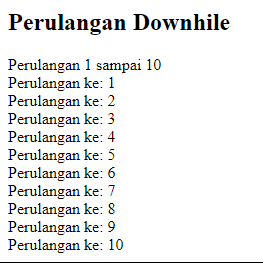 Perulangan Downhile
Perulangan 1 sampai 10
Perulangan ke: 1
Perulangan ke: 2
Perulangan ke: 3
Perulangan ke: 4
Perulangan ke: 5
Perulangan ke: 6
Perulangan ke: 7
Perulangan ke: 8
Perulangan ke: 9
Perulangan ke: 10